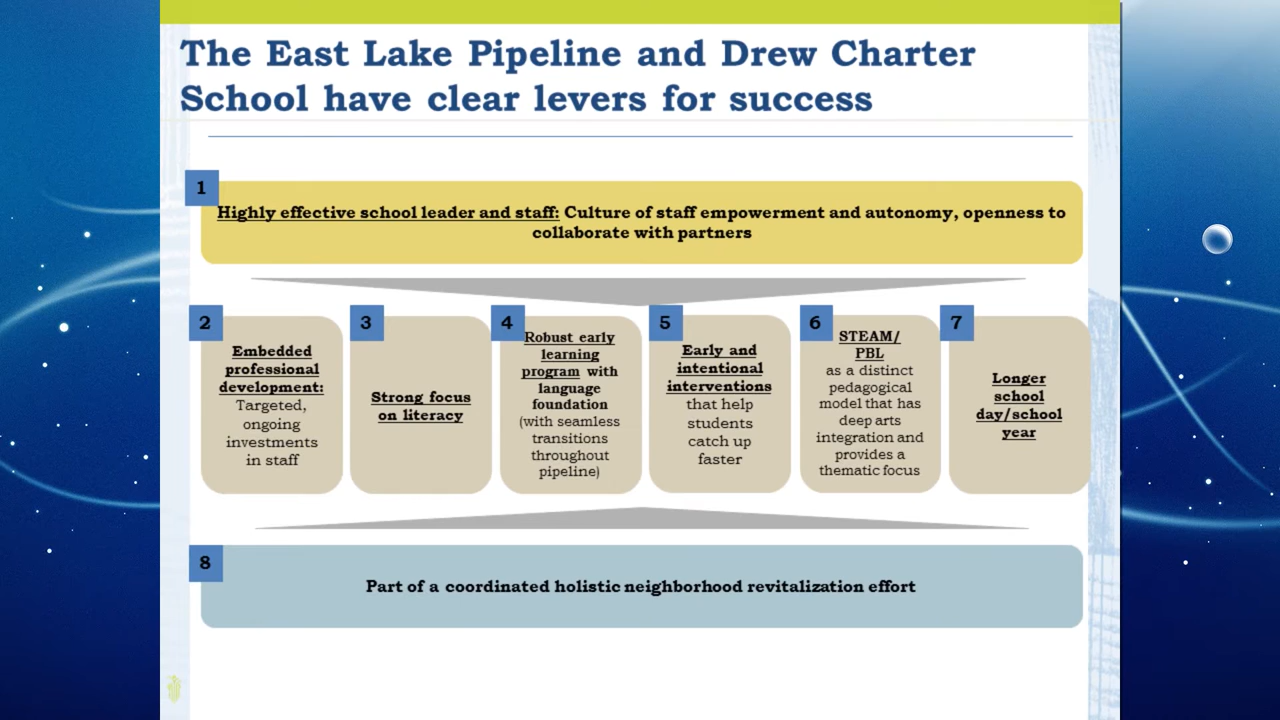 The East Lake Pipeline and Drew Charter
School have clear levers for success
1
Highly effective school leader and staff: Culture of staff empowerment and autonomy, openness to
collaborate with partners
2
Embedded
professional
development:
Targeted,
ongoing
investments
in staff
3
Strong focus
on literacy
4
Robust early
learning
program with
language
foundation
(with seamless
transitions
throughout
pipeline)
5
Early and
intentional
interventions
that help
students
catch up
faster
6
STEAM/
PBL
as a distinct
pedagogical
model that has
deep arts
integration and
provides a
thematic focus
7
Longer
school
day/school
year
8
Part of a coordinated holistic neighborhood revitalization effort